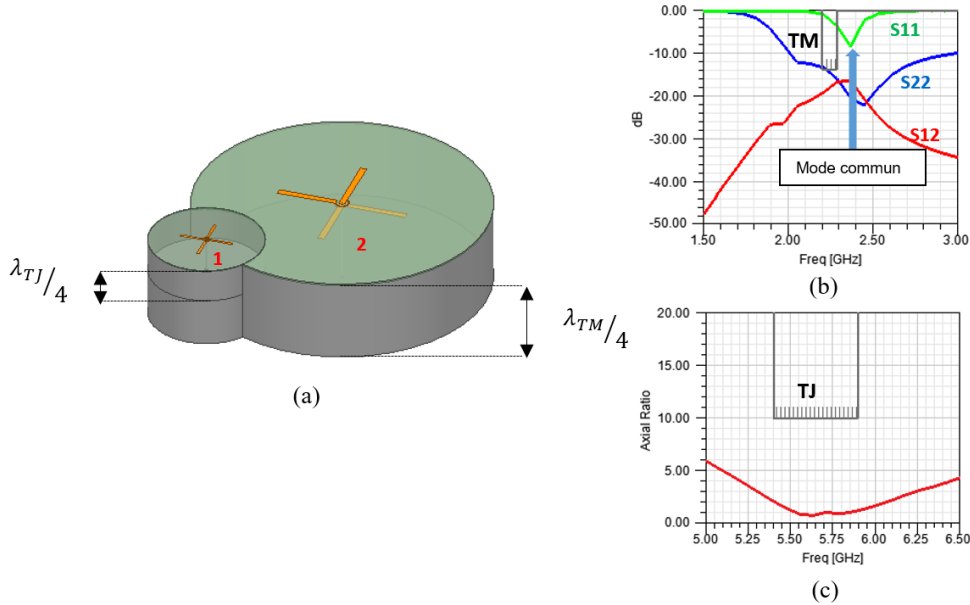 1
2
λTJ/4
λTM/4
(a)
0.00
-10.00
-20.00
-30.00
-40.00
-50.00
dB
TM
S11
S22
S12
Mode commun
1.50
2.00
2.50
3.00
Freq [GHz]
(b)
20.00
15.00
10.00
5.00
0.00
Axial Ratio
TJ
5.00
5.25
5.50
5.75
6.00
6.25
6.50
Freq [GHz]
(c)